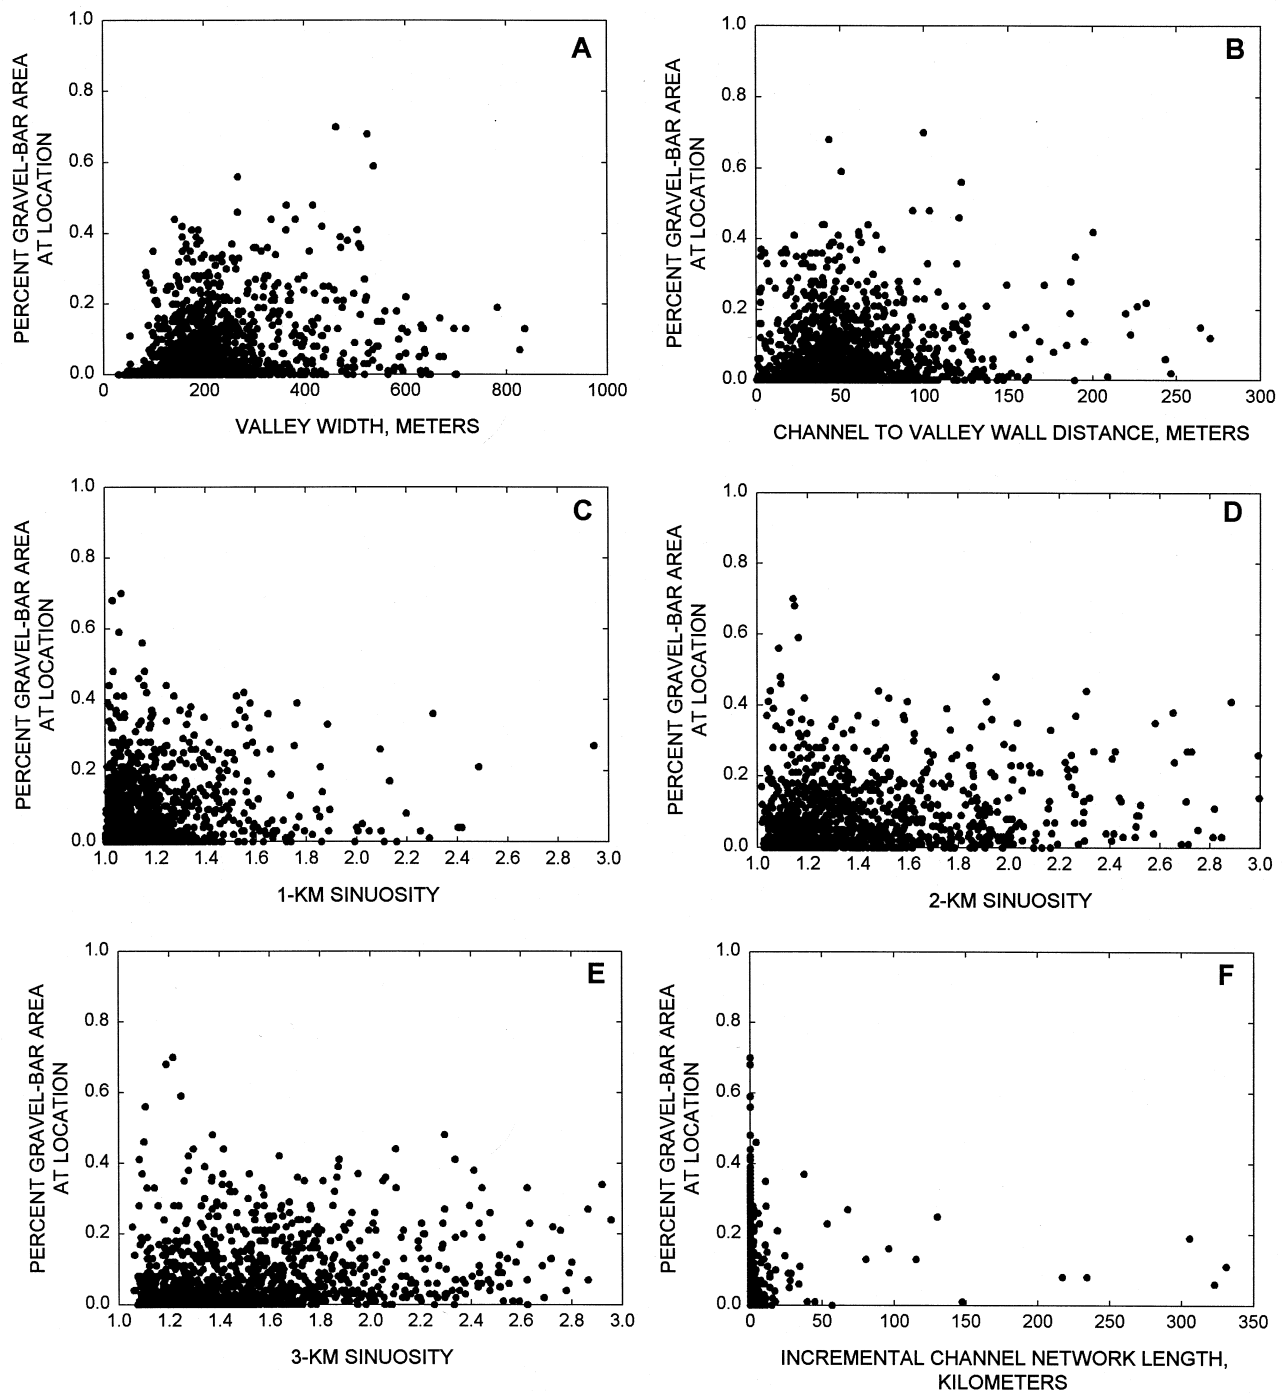 A
PERCENT GRAVEL-BAR AREA
AT LOCATION
1.0
0.8
0.6
0.4
0.2
0.0
0 200 400 600 800 1000
VALLEY WIDTH, METERS
B
PERCENT GRAVEL-BAR AREA
AT LOCATION
1.0
0.8
0.6
0.4
0.2
0.0
0 50 100 150 200 250 300
CHANNEL TO VALLEY WALL DISTANCE, METERS
C
PERCENT GRAVEL-BAR AREA
AT LOCATION
1.0
0.8
0.6
0.4
0.2
0.0
1.0 1.2 1.4 1.6 1.8 2.0 2.2 2.4 2.6 2.8 3.0
1-KM SINUOSITY
D
PERCENT GRAVEL-BAR AREA
AT LOCATION
1.0
0.8
0.6
0.4
0.2
0.0
1.0 1.2 1.4 1.6 1.8 2.0 2.2 2.4 2.6 2.8 3.0
2-KM SINUOSITY
E
PERCENT GRAVEL-BAR AREA
AT LOCATION
1.0
0.8
0.6
0.4
0.2
0.0
1.0 1.2 1.4 1.6 1.8 2.0 2.2 2.4 2.6 2.8 3.0
3-KM SINUOSITY
F
PERCENT GRAVEL-BAR AREA
AT LOCATION
1.0
0.8
0.6
0.4
0.2
0.0
0 50 100 150 200 250 300 350
INCREMENTAL CHANNEL NETWORK LENGTH,
KILOMETERS